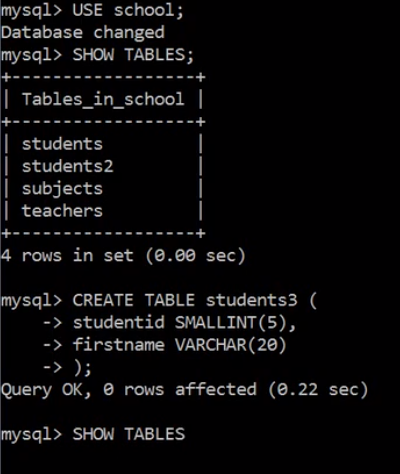 mysql> USE school;
Database changed
mysql> SHOW TABLES;
+------------------+
| Tables_in_school |
+------------------+
| students         |
| students2        |
| subjects         |
| teachers         |
+------------------+
4 rows in set (0.00 sec)

mysql> CREATE TABLE students3 (
    -> studentid SMALLINT(5),
    -> firstname VARCHAR(20)
    -> );
Query OK, 0 rows affected (0.22 sec)

mysql> SHOW TABLES